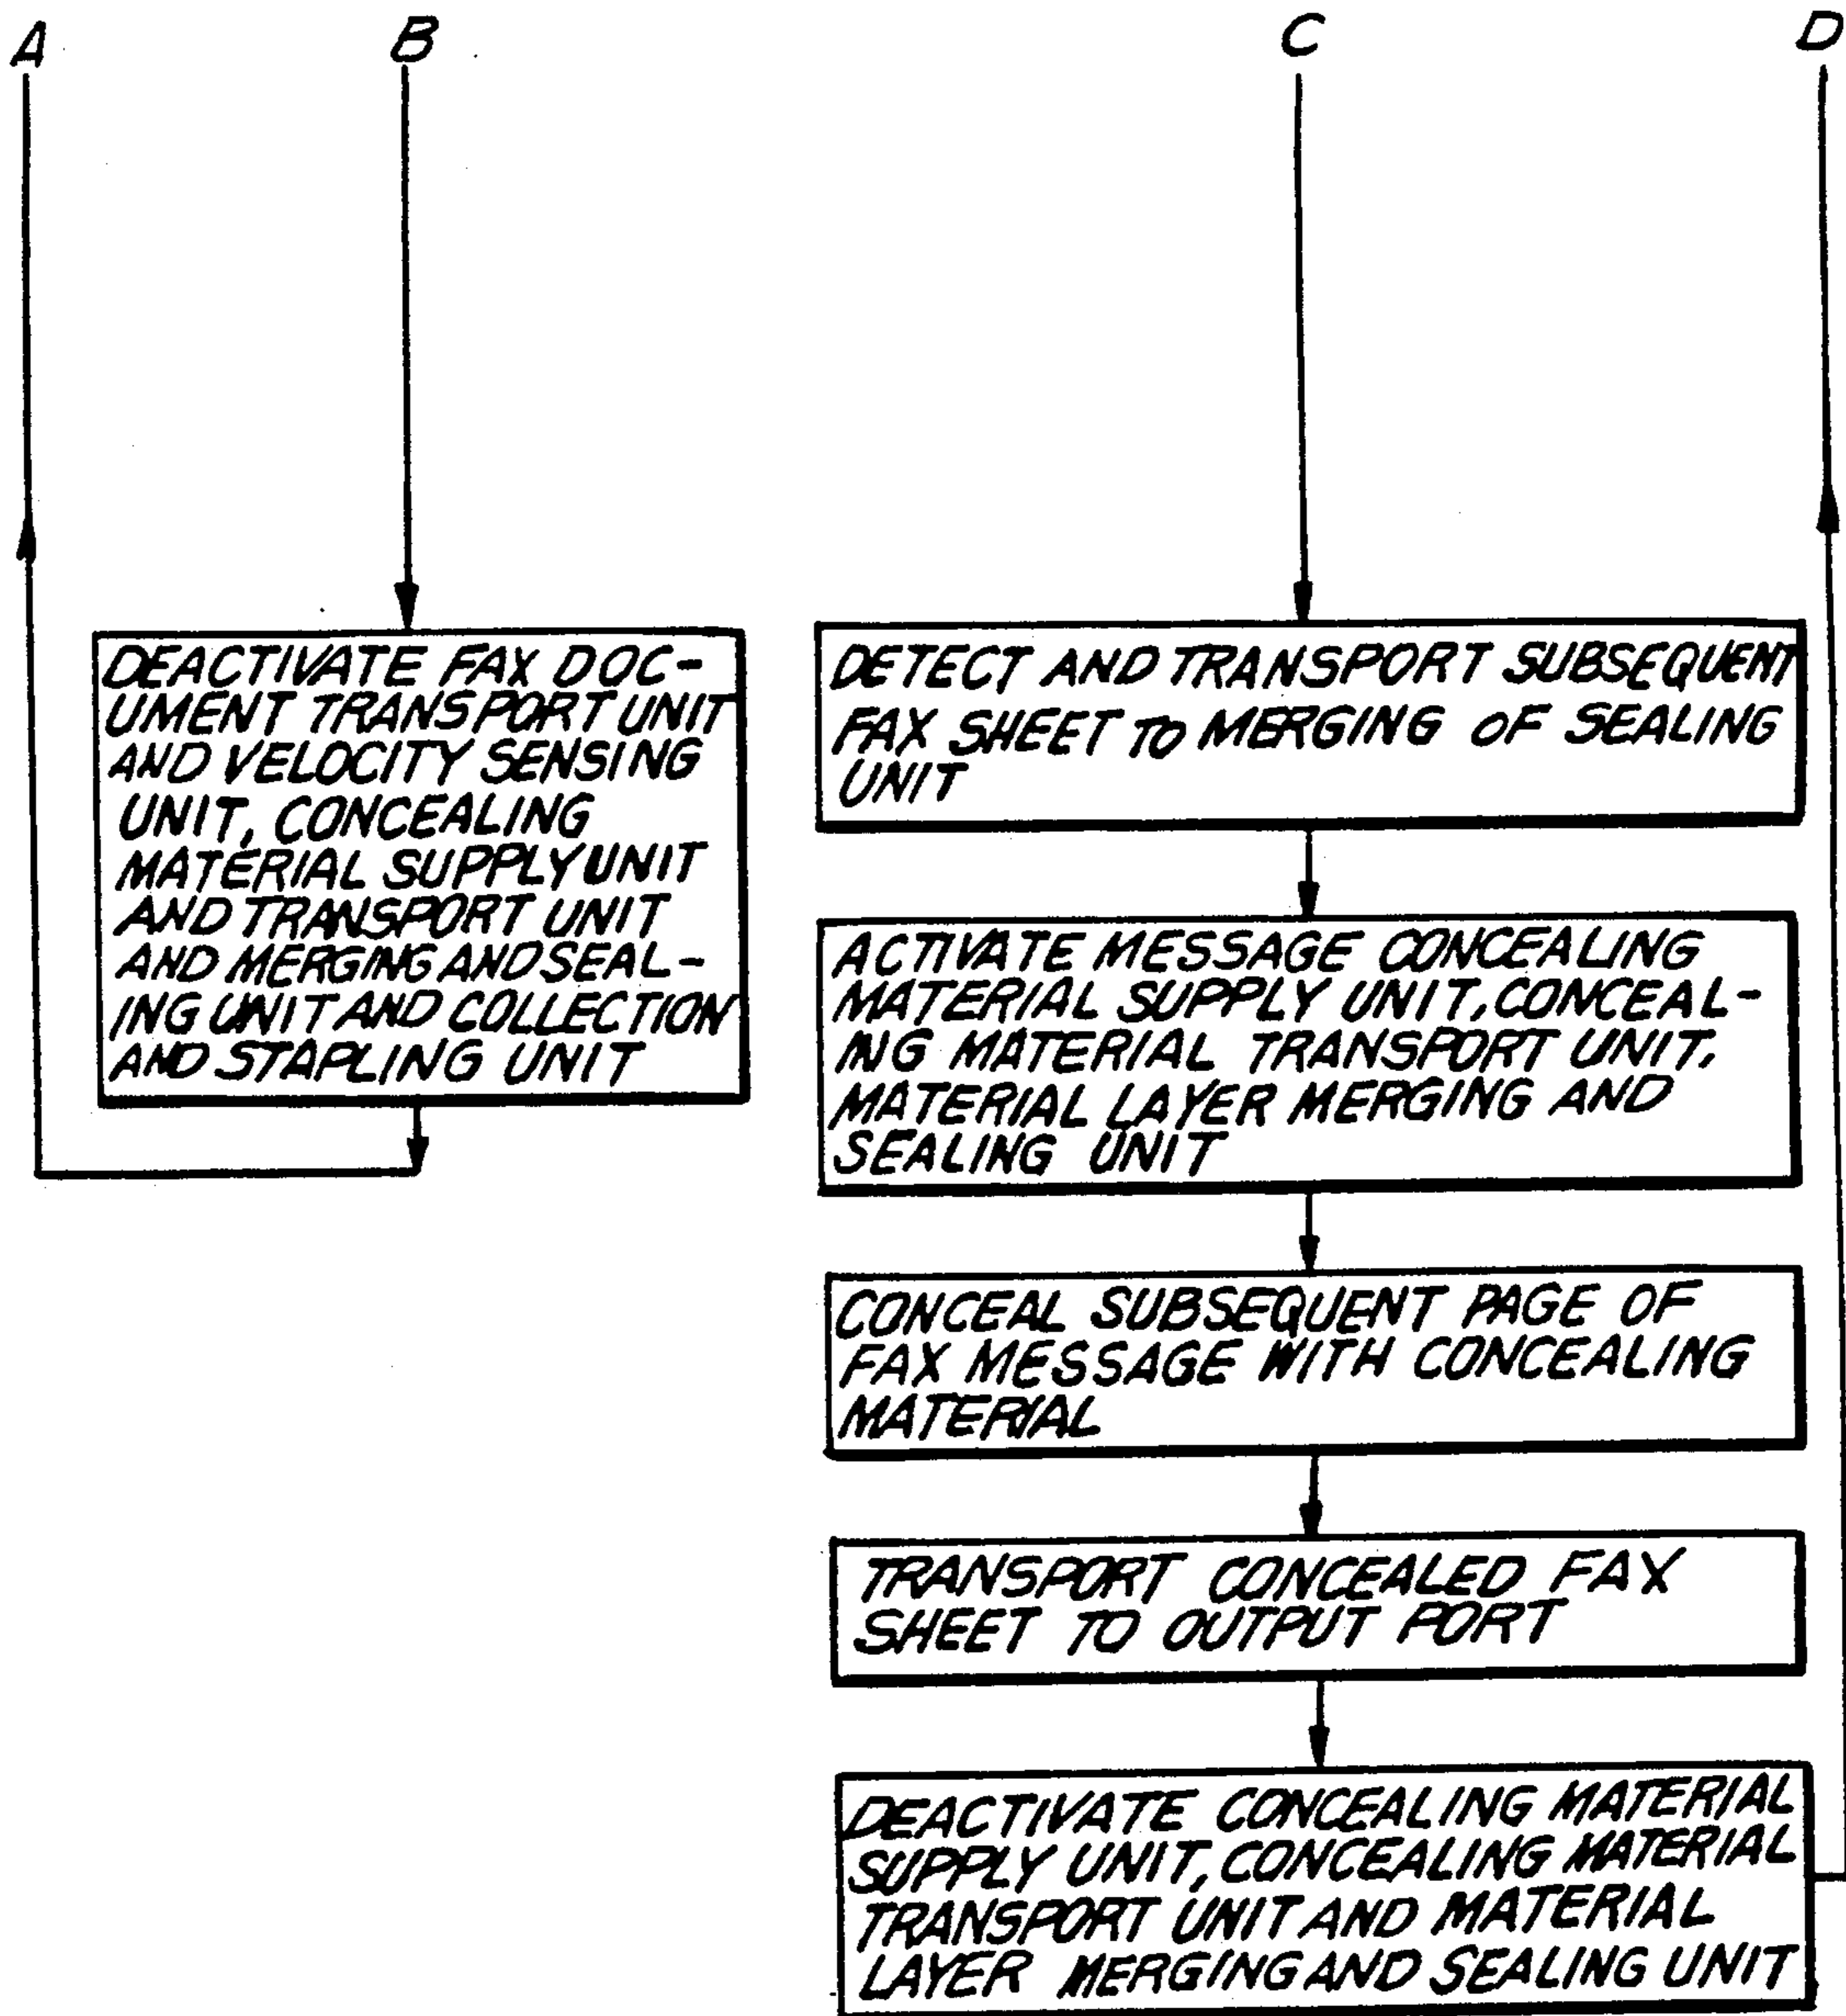 A
B
C
D
DEACTIVATE FAX DOC-
UMENT TRANSPORT UNIT
AND VELOCITY SENSING
UNIT, CONCEALING
MATERIAL SUPPLY UNIT
AND TRANSPORT UNIT
AND MERGING AND SEAL-
ING UNIT AND COLLECTION
AND STAPLING UNIT
DETECT AND TRANSPORT SUBSEQUENT
FAX SHEET TO MERGING OF SEALING
UNIT
ACTIVATE MESSAGE CONCEALING
MATERIAL SUPPLY UNIT, CONCEAL-
ING MATERIAL TRANSPORT UNIT,
MATERIAL LAYER MERGING AND
SEALING UNIT
CONCEAL SUBSEQUENT PAGE OF
FAX MESSAGE WITH CONCEALING
MATERIAL
TRANSPORT CONCEALED FAX
SHEET TO OUTPUT PORT
DEACTIVATE CONCEALING MATERIAL
SUPPLY UNIT, CONCEALING MATERIAL
TRANSPORT UNIT AND MATERIAL
LAYER MERGING AND SEALING UNIT